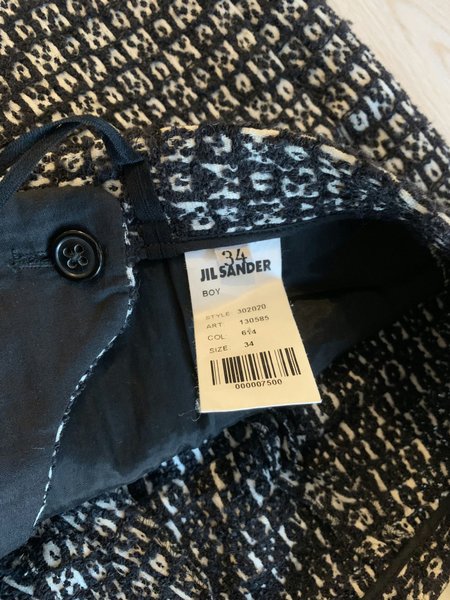 34
JIL SANDER
BOY
STYLE: 302020
ART: 130585
COL: 614
SIZE: 34
000007500